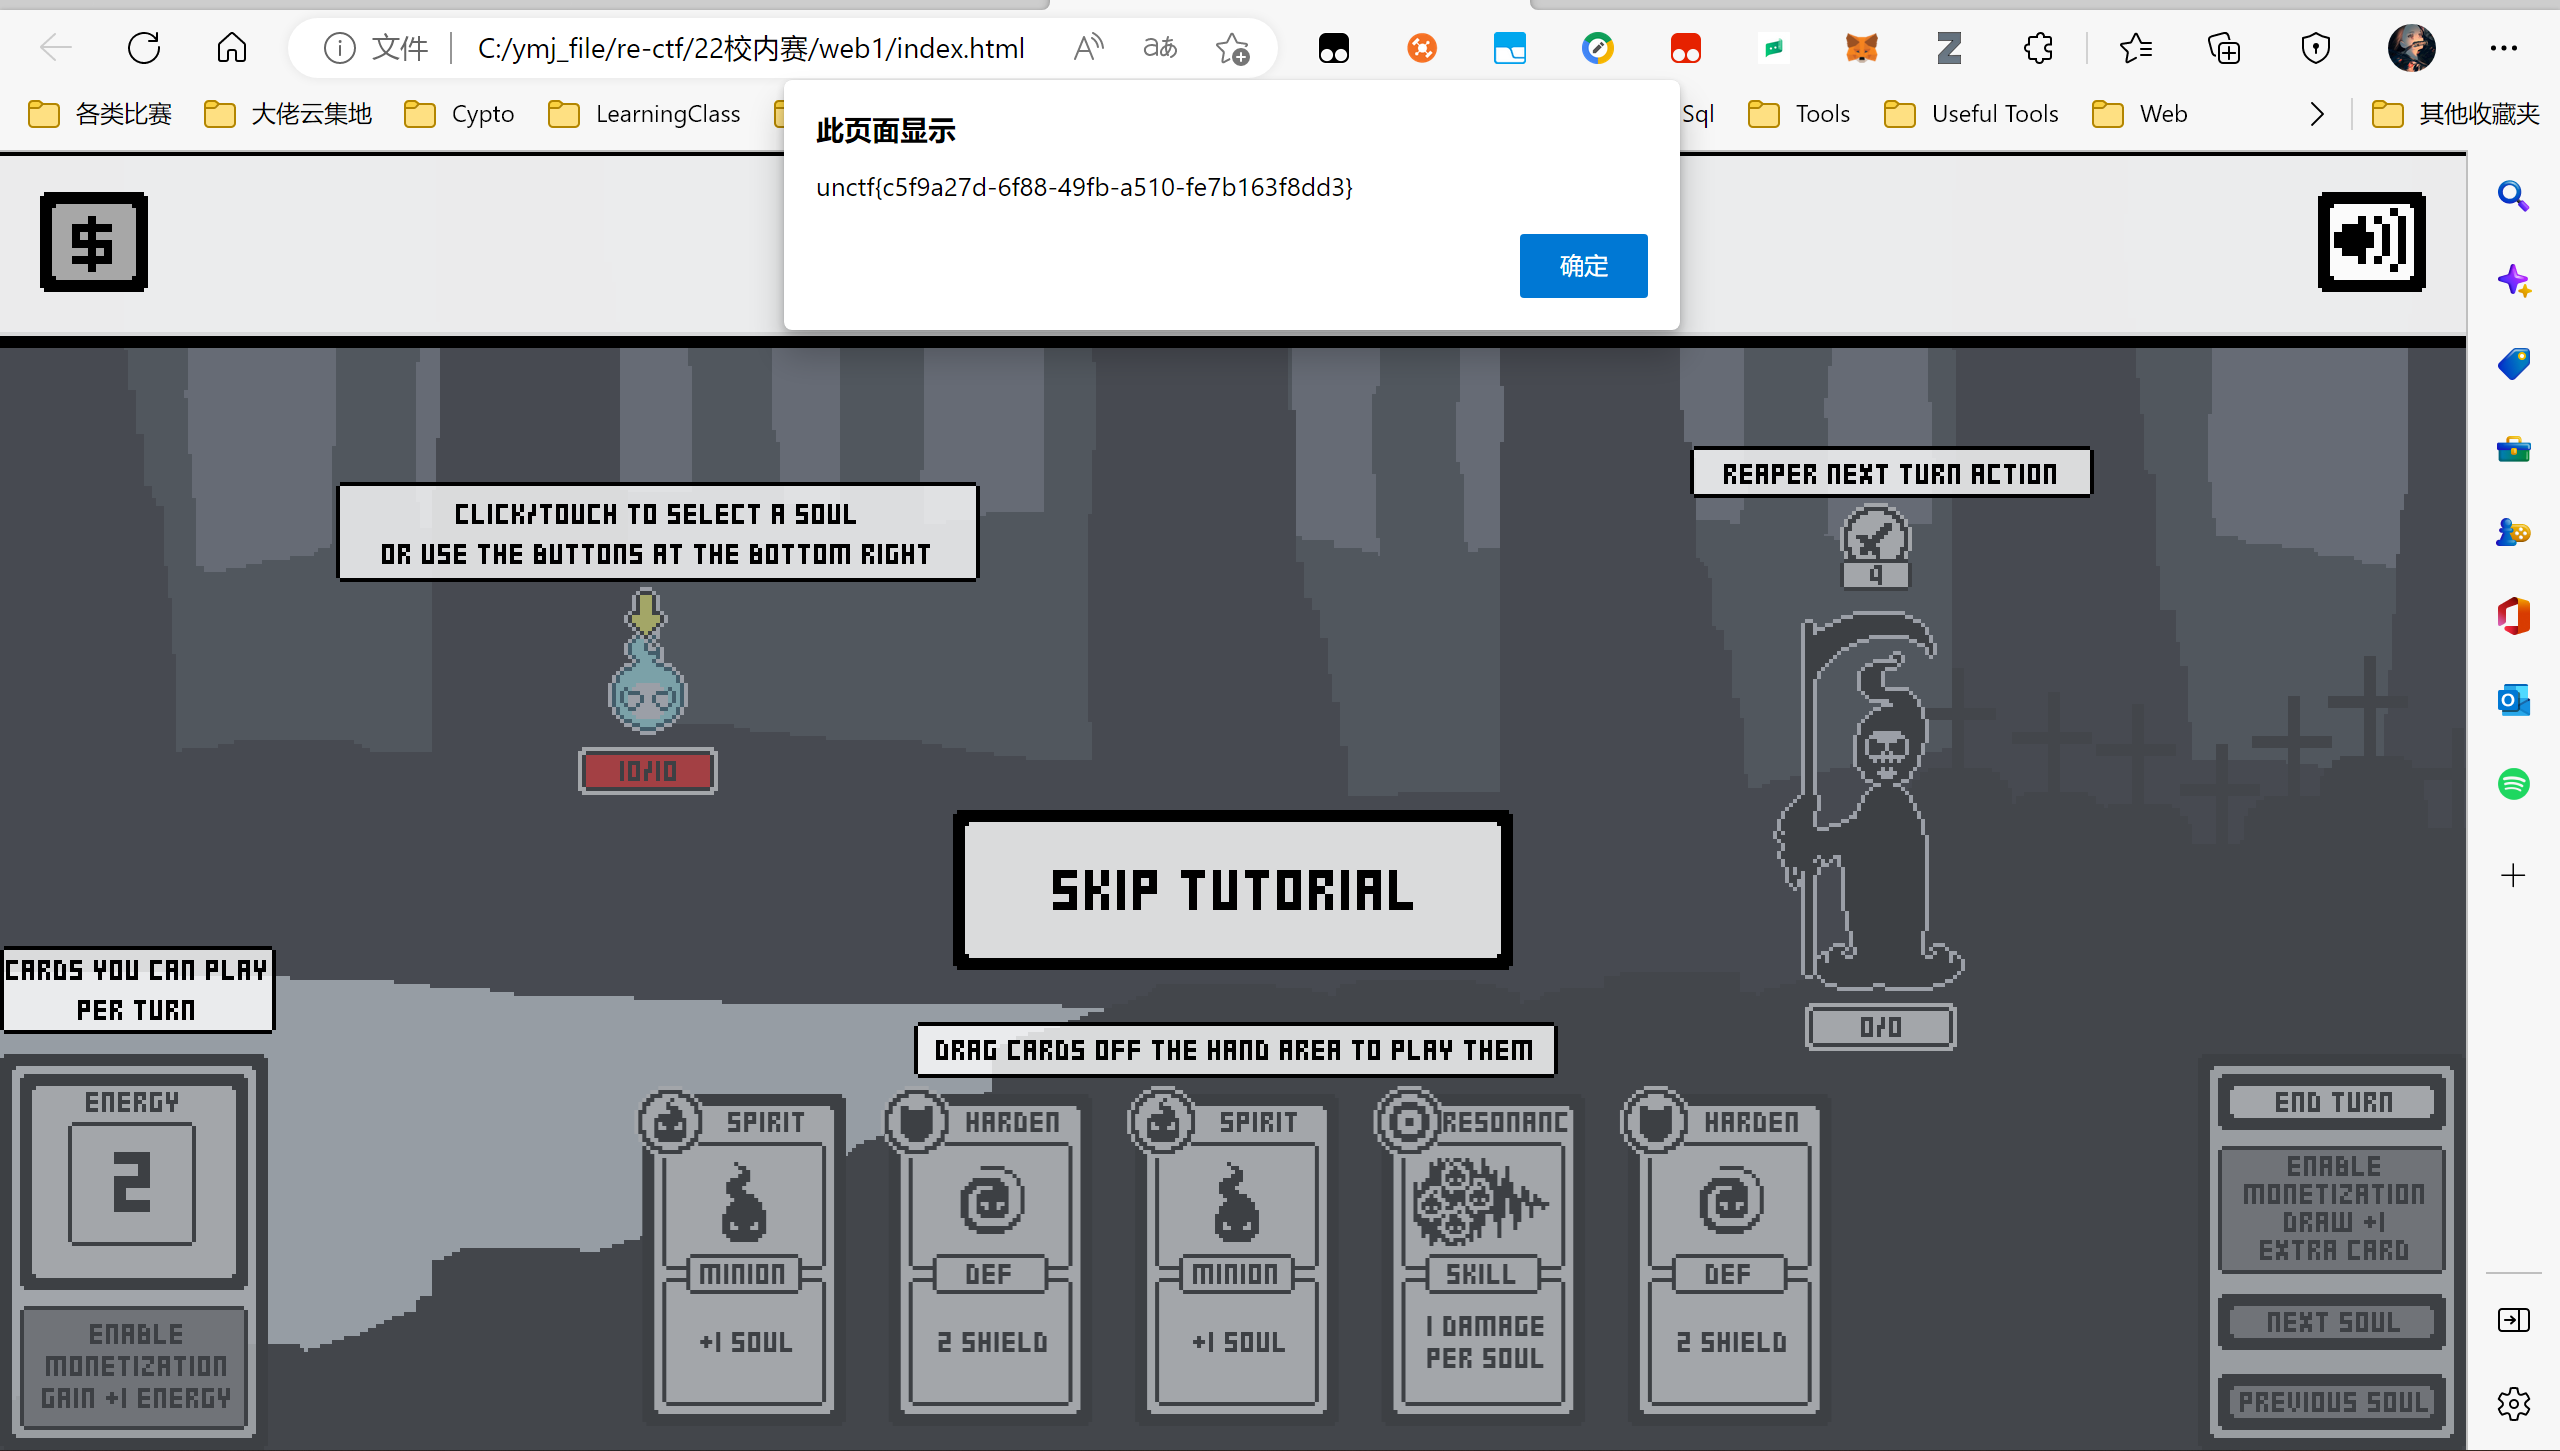 文件
C:/ymj_file/re-ctf/22校内赛/web1/index.html
各类比赛
大佬云集地
Cypto
LearningClass
Sql
Tools
Useful Tools
Web
其他收藏夹
此页面显示
unctf{c5f9a27d-6f88-49fb-a510-fe7b163f8dd3}
确定
$
REAPER NEXT TURN ACTION
CLICK/TOUCH TO SELECT A SOUL
OR USE THE BUTTONS AT THE BOTTOM RIGHT
10/10
SKIP TUTORIAL
CARDS YOU CAN PLAY
PER TURN
0/0
DRAG CARDS OFF THE HAND AREA TO PLAY THEM
ENERGY
2
ENABLE
MONETIZATION
GAIN +1 ENERGY
SPIRIT
MINION
+1 SOUL
HARDEN
DEF
2 SHIELD
SPIRIT
MINION
+1 SOUL
RESONANC
SKILL
1 DAMAGE
PER SOUL
HARDEN
DEF
2 SHIELD
END TURN
ENABLE
MONETIZATION
DRAW +1
EXTRA CARD
NEXT SOUL
PREVIOUS SOUL